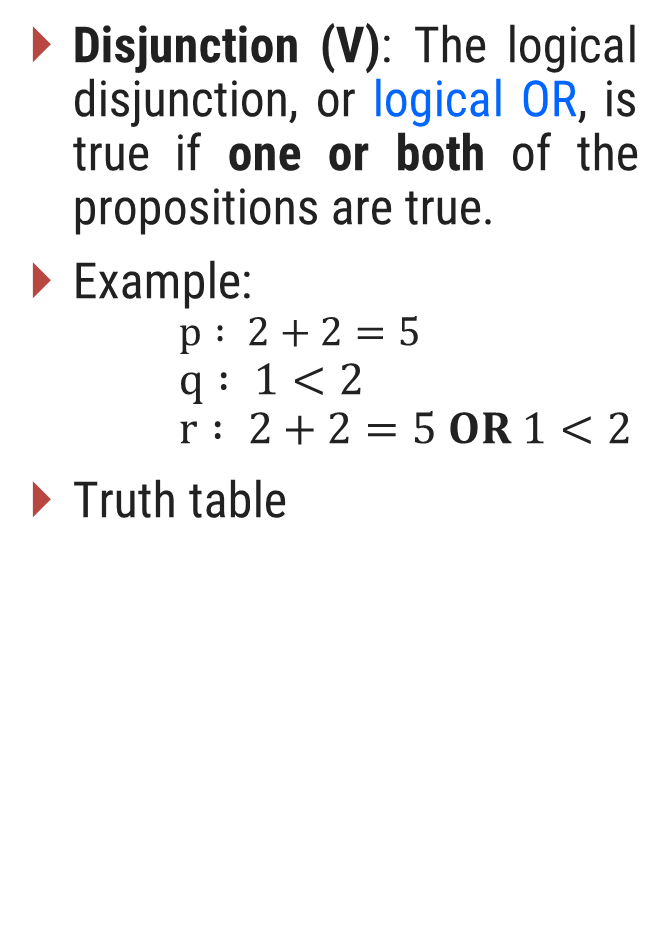 Disjunction (V): The logical
disjunction, or logical OR, is
true if one or both of the
propositions are true.
Example:
p : 2 + 2 = 5
q : 1 < 2
r : 2 + 2 = 5 OR 1 < 2
Truth table